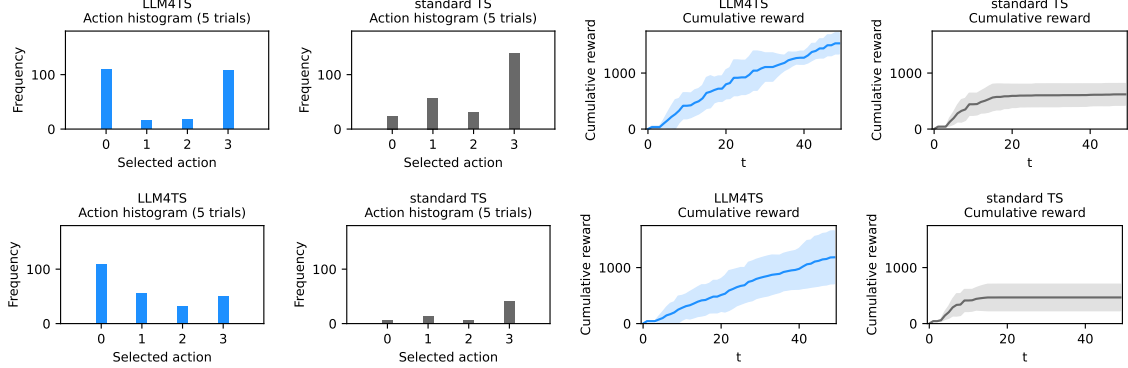 LLM4TS
Action histogram (5 trials)
Frequency
100
0
0 1 2 3
Selected action
standard TS
Action histogram (5 trials)
Frequency
100
0
0 1 2 3
Selected action
LLM4TS
Cumulative reward
Cumulative reward
1000
0
0 20 40
t
standard TS
Cumulative reward
Cumulative reward
1000
0
0 20 40
t
LLM4TS
Action histogram (5 trials)
Frequency
100
0
0 1 2 3
Selected action
standard TS
Action histogram (5 trials)
Frequency
100
0
0 1 2 3
Selected action
LLM4TS
Cumulative reward
Cumulative reward
1000
0
0 20 40
t
standard TS
Cumulative reward
Cumulative reward
1000
0
0 20 40
t